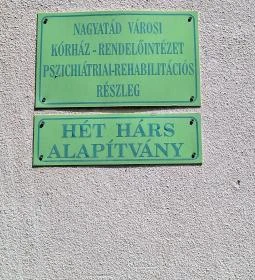 NAGYATÁD VÁROSI
KÓRHÁZ-RENDELŐINTÉZET
PSZICHIÁTRIAI-REHABILITÁCIÓS
RÉSZLEG
HÉT HÁRS
ALAPÍTVÁNY